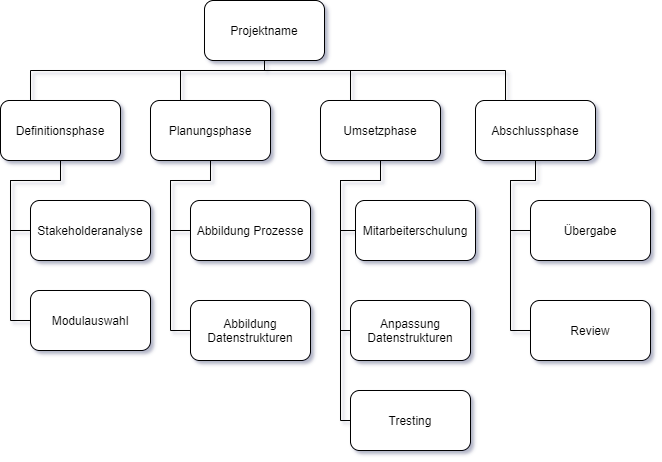 Projektname
Definitionsphase
Planungsphase
Umsetzphase
Abschlussphase
Stakeholderanalyse
Abbildung Prozesse
Mitarbeiterschulung
Übergabe
Modulauswahl
Abbildung
Datenstrukturen
Anpassung
Datenstrukturen
Review
Tresting